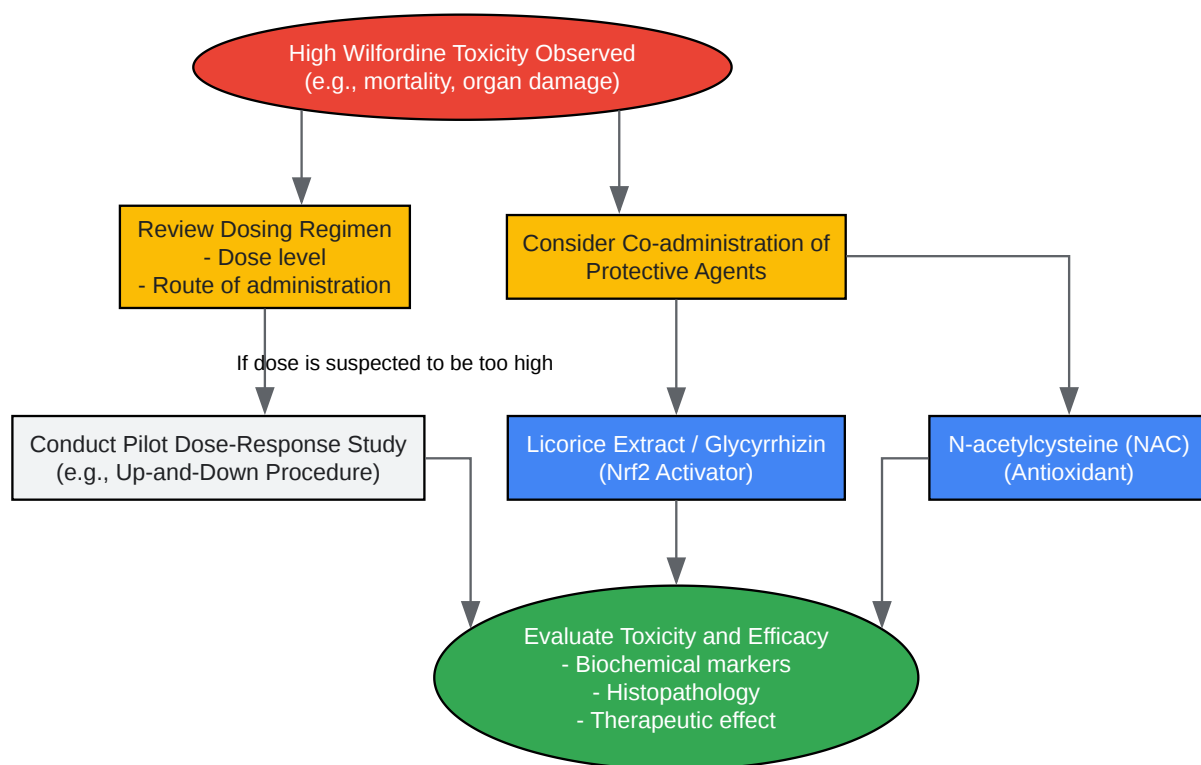 High Wilfordine Toxicity Observed
(e.g., mortality, organ damage)
Review Dosing Regimen
- Dose level
- Route of administration
Consider Co-administration of
Protective Agents
If dose is suspected to be too high
Conduct Pilot Dose-Response Study
(e.g., Up-and-Down Procedure)
Licorice Extract / Glycyrrhizin
(Nrf2 Activator)
N-acetylcysteine (NAC)
(Antioxidant)
Evaluate Toxicity and Efficacy
- Biochemical markers
- Histopathology
- Therapeutic effect